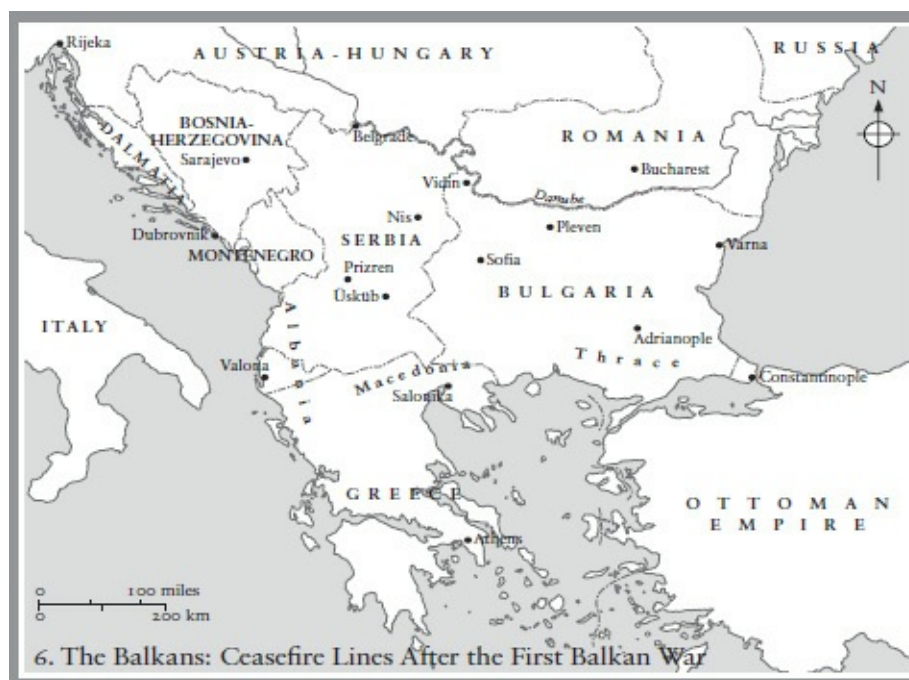 Rijeka
AUSTRIA-HUNGARY
RUSSIA
N
DALMATIA
BOSNIA-
HERZEGOVINA
Sarajevo
Belgrade
ROMANIA
Bucharest
Vidin
Danube
Nis
Pleven
Dubrovnik
SERBIA
Varna
MONTENEGRO
Sofia
Prizren
Üsküb
BULGARIA
ITALY
Albania
Adrianople
Thrace
Valona
Macedonia
Salonika
Constantinople
GREECE
OTTOMAN
EMPIRE
Athens
0 100 miles
0 200 km
6. The Balkans: Ceasefire Lines After the First Balkan War